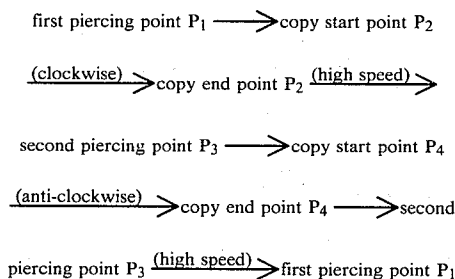 first piercing point P₁ ⟶ copy start point P₂
(clockwise) ⟶ copy end point P₂ (high speed) ⟶
second piercing point P₃ ⟶ copy start point P₄
(anti-clockwise) ⟶ copy end point P₄ ⟶ second
piercing point P₃ (high speed) ⟶ first piercing point P₁